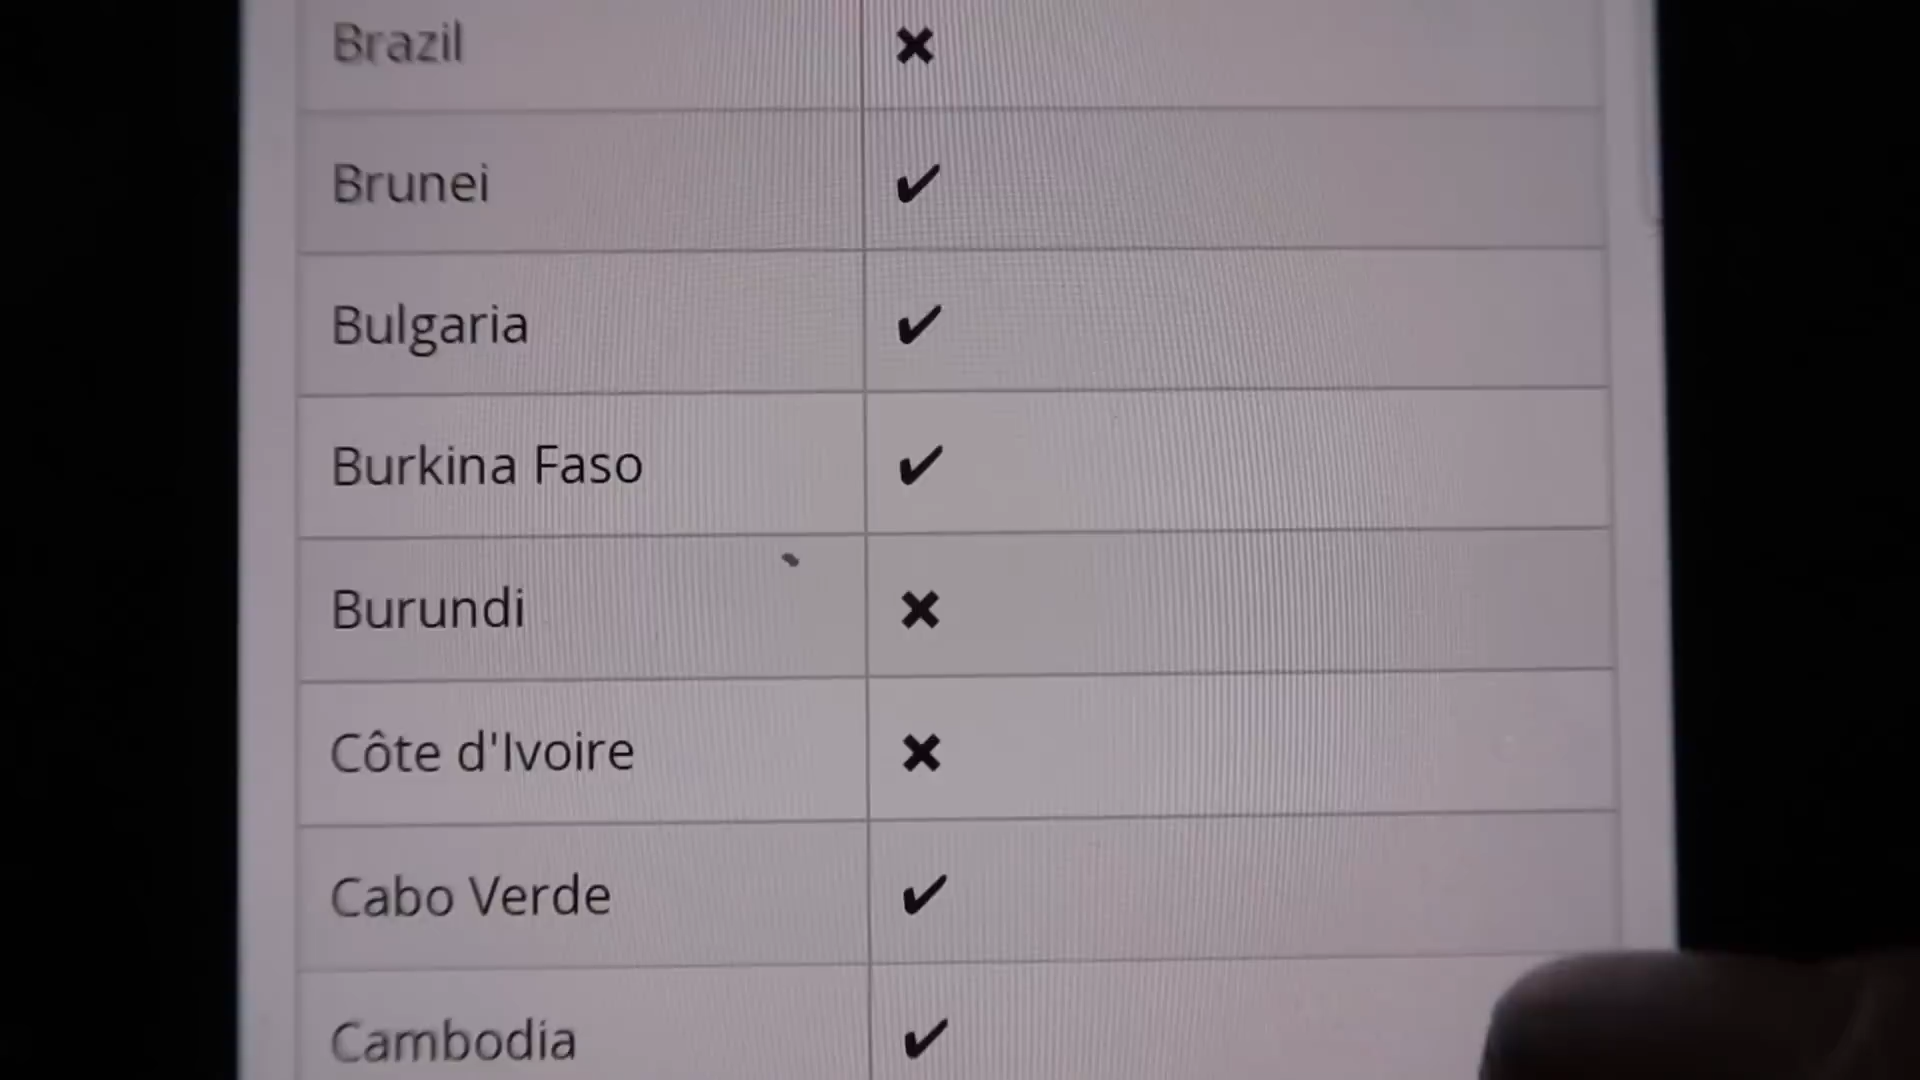 Brazil ✖
Brunei ✔
Bulgaria ✔
Burkina Faso ✔
Burundi ✖
Côte d'Ivoire ✖
Cabo Verde ✔
Cambodia ✔